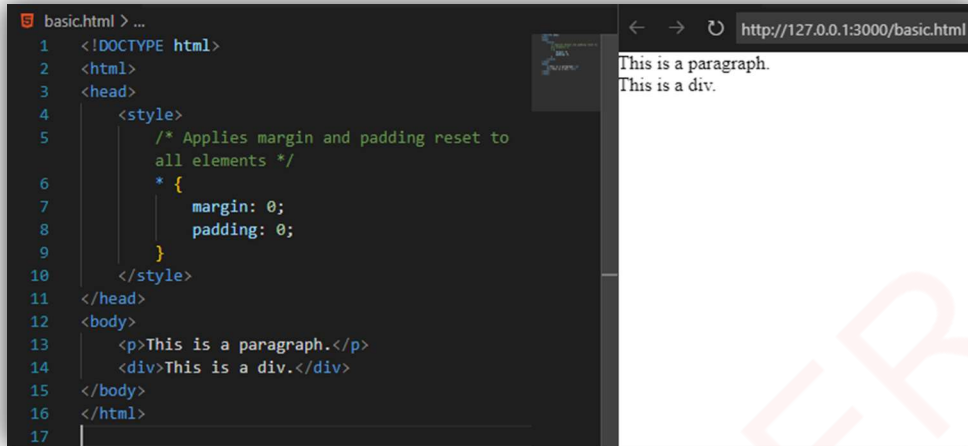 basic.html > ...
1 <!DOCTYPE html>
2 <html>
3 <head>
4 <style>
5 /* Applies margin and padding reset to
all elements */
6 * {
7 margin: 0;
8 padding: 0;
9 }
10 </style>
11 </head>
12 <body>
13 <p>This is a paragraph.</p>
14 <div>This is a div.</div>
15 </body>
16 </html>
17
http://127.0.0.1:3000/basic.html
This is a paragraph.
This is a div.
ER